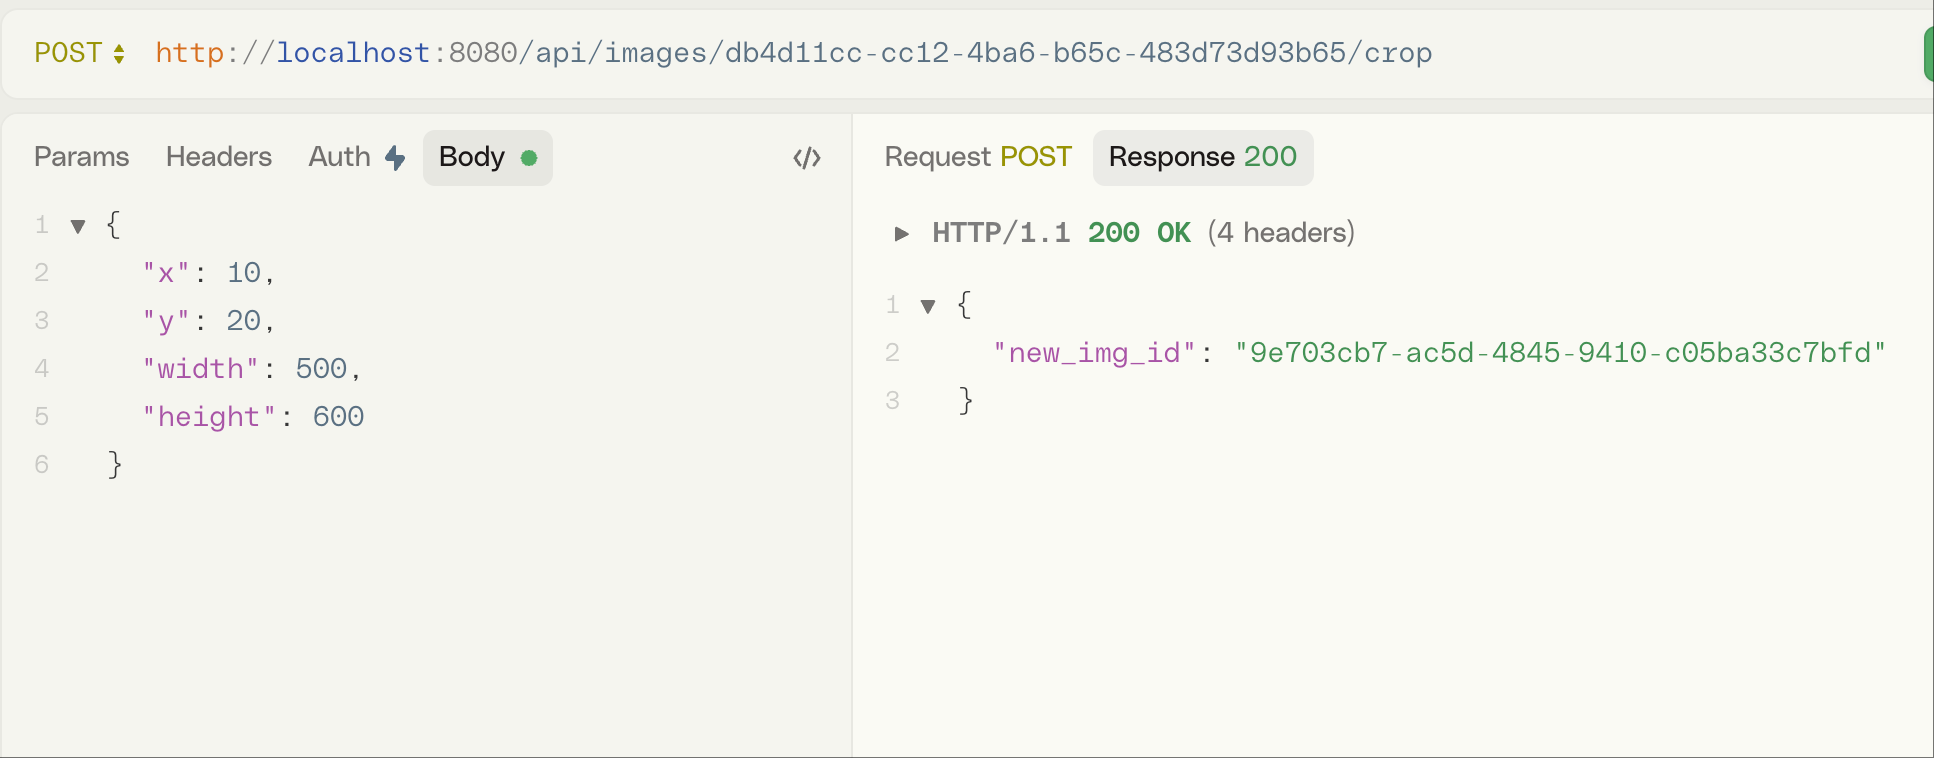 POST http://localhost:8080/api/images/db4d11cc-cc12-4ba6-b65c-483d73d93b65/crop
Params Headers Auth Body
1 {
2 "x": 10,
3 "y": 20,
4 "width": 500,
5 "height": 600
6 }
Request POST Response 200
HTTP/1.1 200 OK (4 headers)
1 {
2 "new_img_id": "9e703cb7-ac5d-4845-9410-c05ba33c7bfd"
3 }